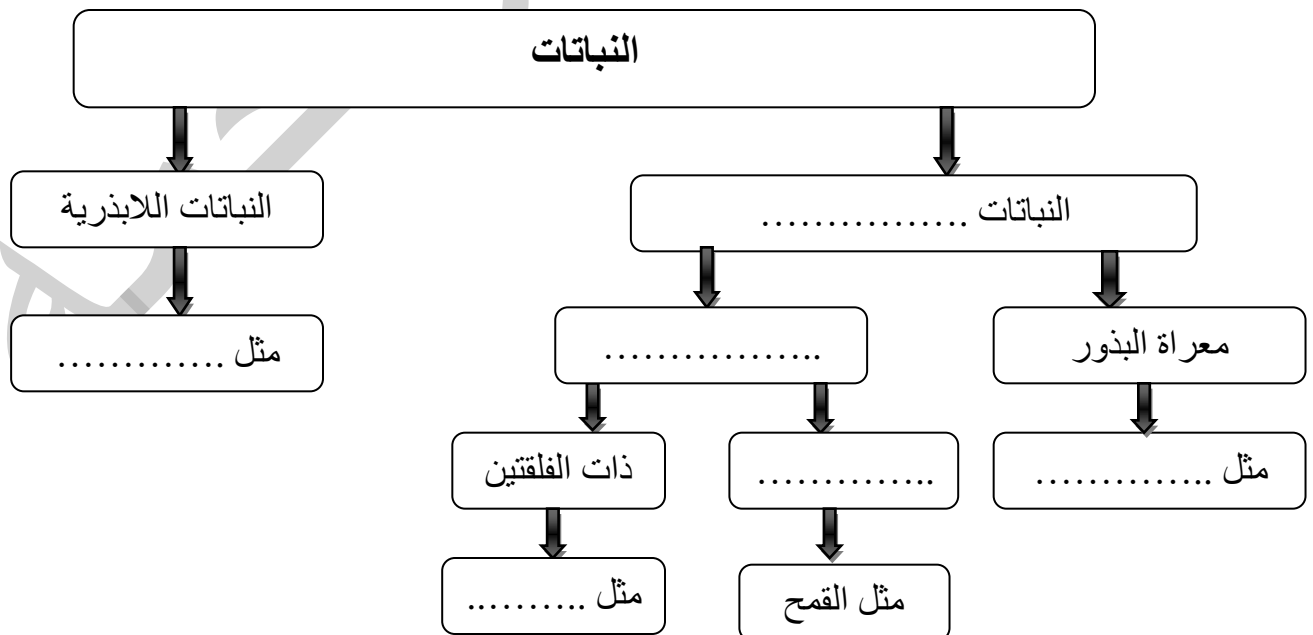 النباتات
النباتات ................
النباتات اللابذرية
معراة البذور
.................
مثل .............
مثل ..............
..............
ذات الفلقتين
مثل القمح
مثل ..........